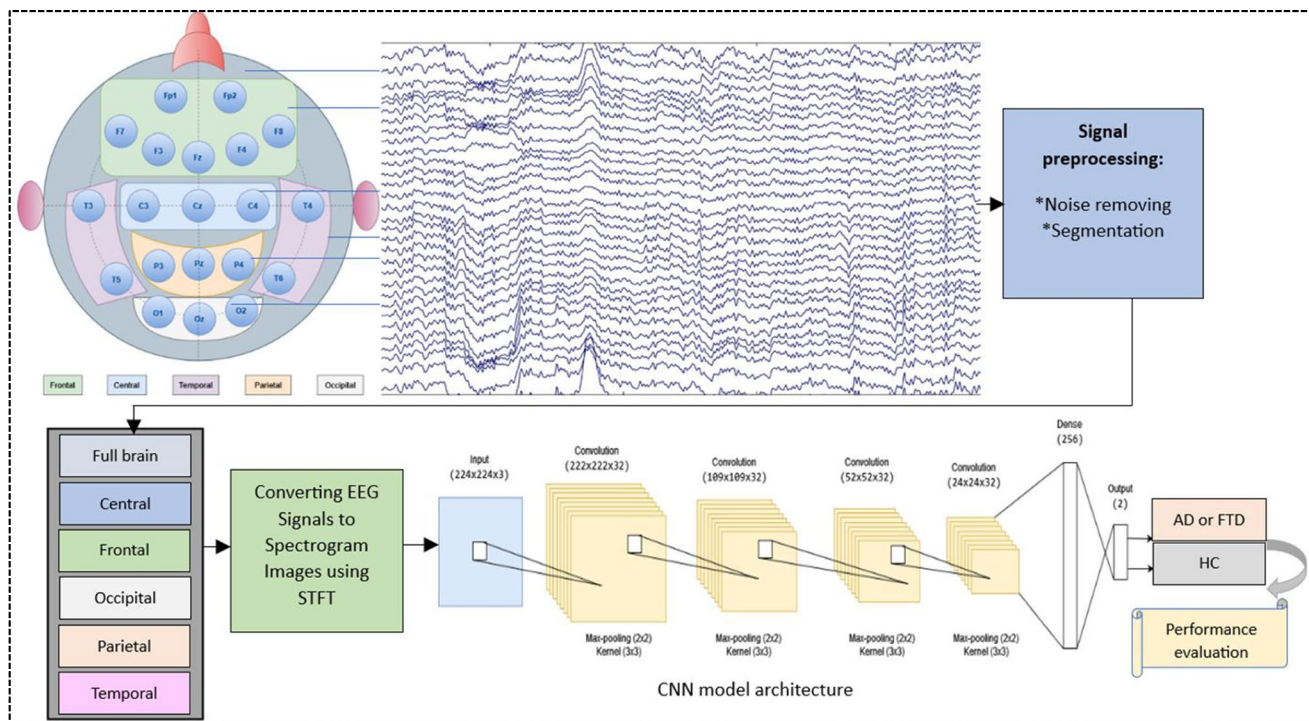 Fp1 Fp2
F7 F3 Fz F4 F8
T3 C3 Cz C4 T4
T5 P3 Pz P4 T6
O1 Oz O2
Frontal Central Temporal Parietal Occipital
Signal
preprocessing:
*Noise removing
*Segmentation
Full brain
Central
Frontal
Occipital
Parietal
Temporal
Converting EEG
Signals to
Spectrogram
Images using
STFT
Input
(224x224x3)
Convolution
(222x222x32)
Convolution
(109x109x32)
Convolution
(52x52x32)
Convolution
(24x24x32)
Dense
(256)
Output
(2)
Max-pooling (2x2)
Kernel (3x3)
Max-pooling (2x2)
Kernel (3x3)
Max-pooling (2x2)
Kernel (3x3)
Max-pooling (2x2)
Kernel (3x3)
CNN model architecture
AD or FTD
HC
Performance
evaluation